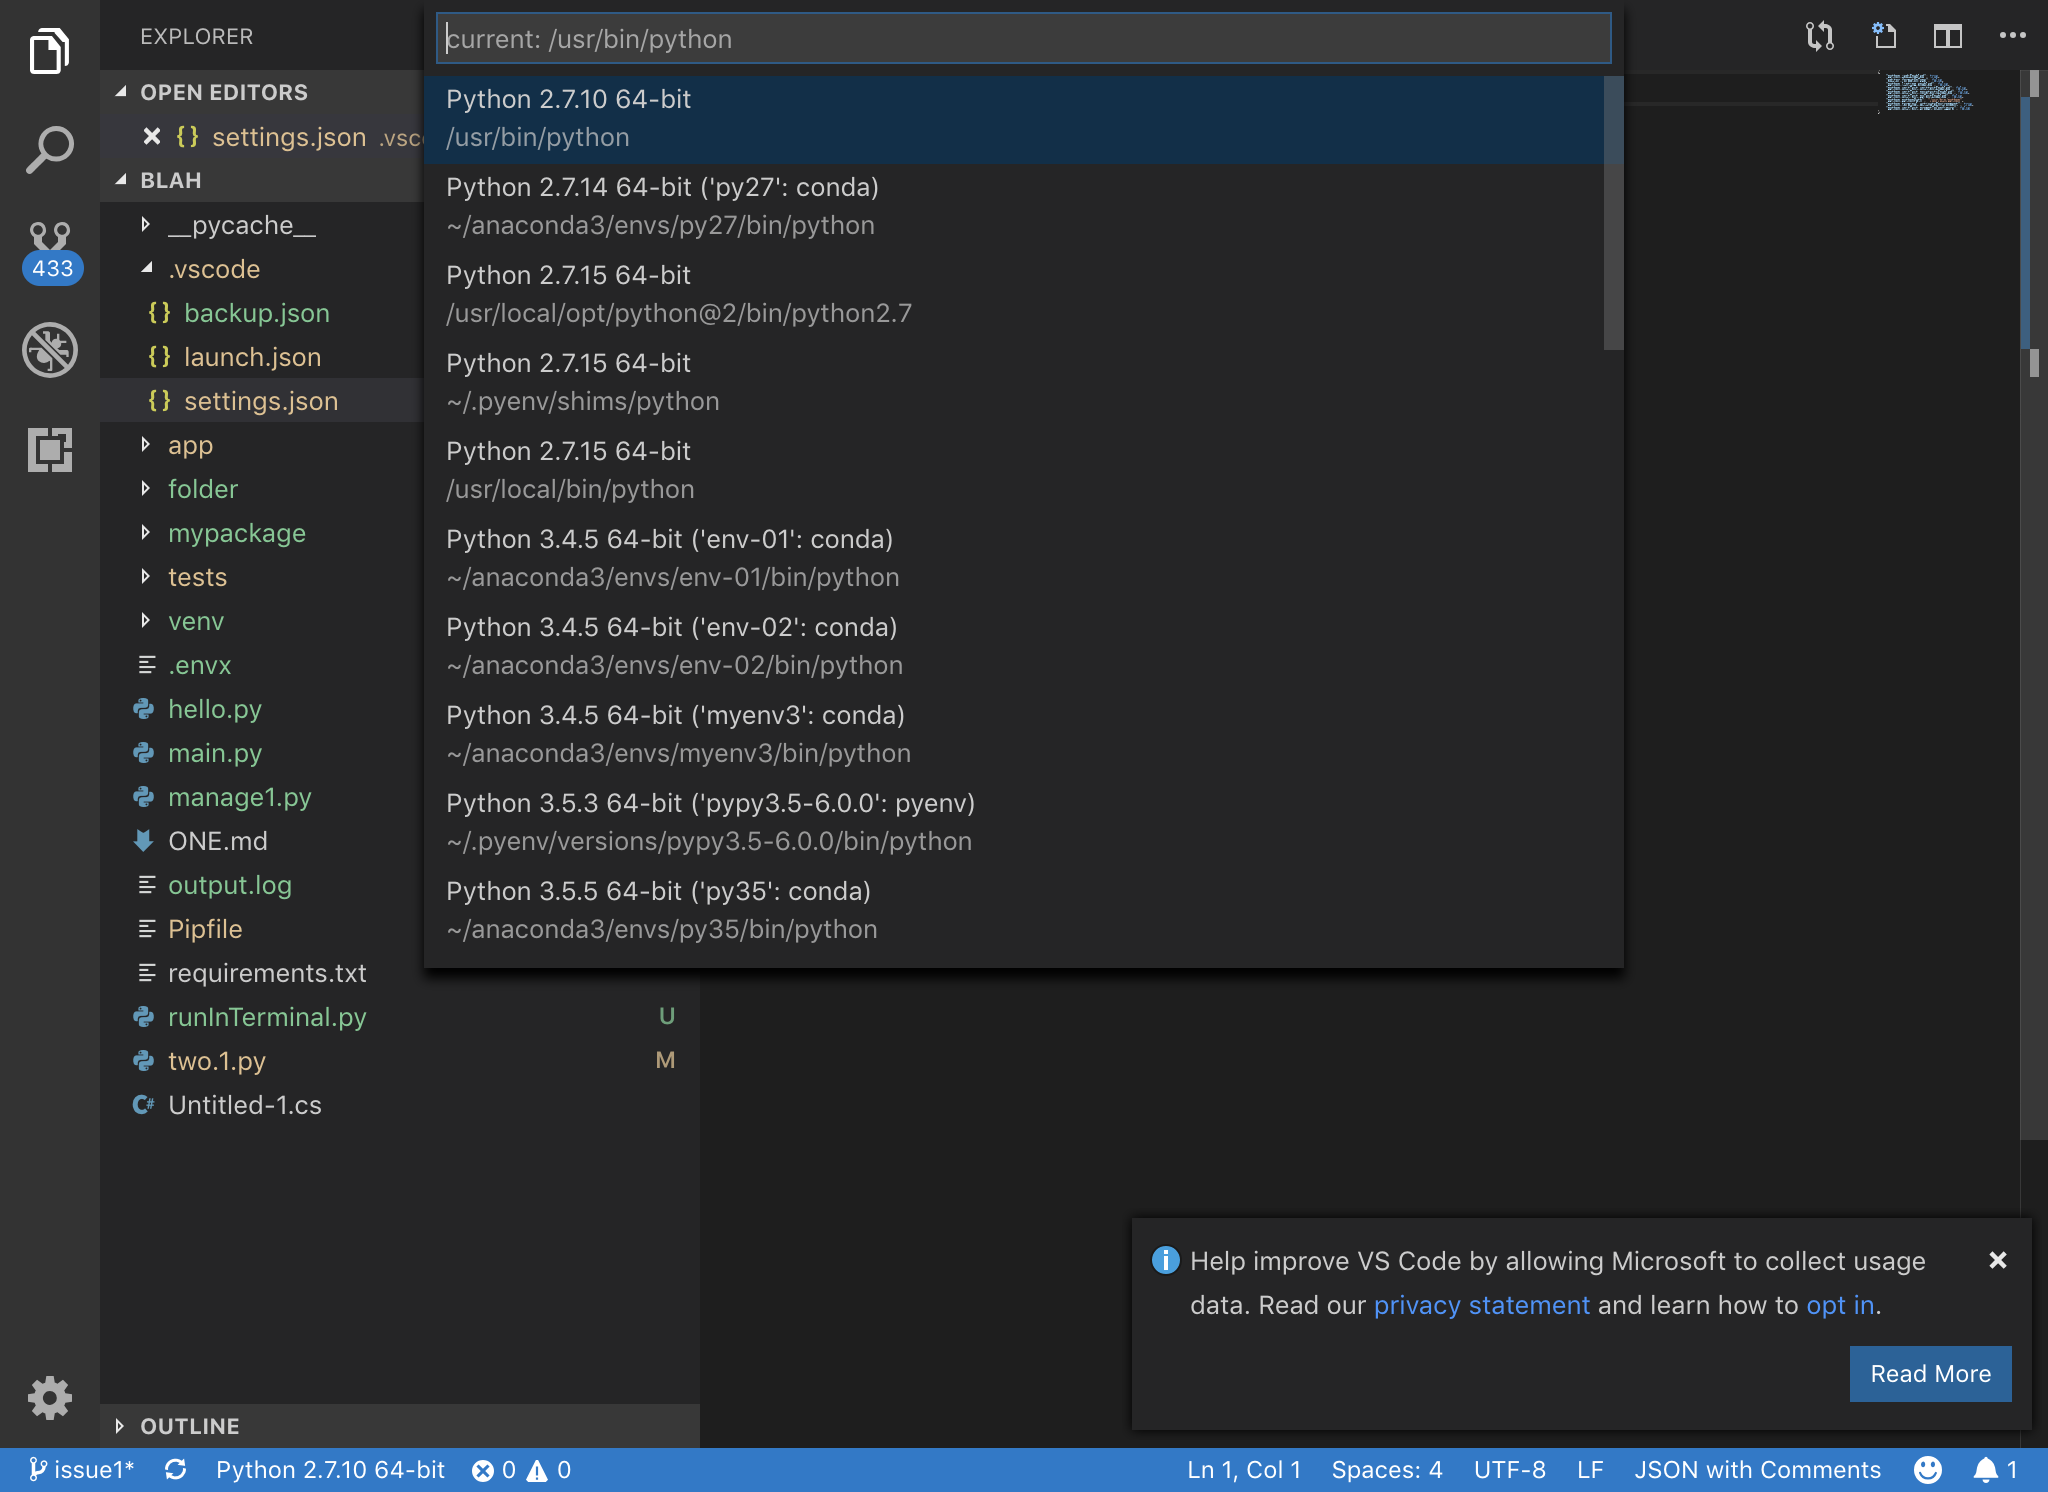 EXPLORER
OPEN EDITORS
{} settings.json .vsc
BLAH
__pycache__
.vscode
{} backup.json
{} launch.json
{} settings.json
app
folder
mypackage
tests
venv
.envx
hello.py
main.py
manage1.py
ONE.md
output.log
Pipfile
requirements.txt
runInTerminal.py U
two.1.py M
C# Untitled-1.cs
OUTLINE
433
current: /usr/bin/python
Python 2.7.10 64-bit
/usr/bin/python
Python 2.7.14 64-bit ('py27': conda)
~/anaconda3/envs/py27/bin/python
Python 2.7.15 64-bit
/usr/local/opt/python@2/bin/python2.7
Python 2.7.15 64-bit
~/.pyenv/shims/python
Python 2.7.15 64-bit
/usr/local/bin/python
Python 3.4.5 64-bit ('env-01': conda)
~/anaconda3/envs/env-01/bin/python
Python 3.4.5 64-bit ('env-02': conda)
~/anaconda3/envs/env-02/bin/python
Python 3.4.5 64-bit ('myenv3': conda)
~/anaconda3/envs/myenv3/bin/python
Python 3.5.3 64-bit ('pypy3.5-6.0.0': pyenv)
~/.pyenv/versions/pypy3.5-6.0.0/bin/python
Python 3.5.5 64-bit ('py35': conda)
~/anaconda3/envs/py35/bin/python
Help improve VS Code by allowing Microsoft to collect usage
data. Read our privacy statement and learn how to opt in.
Read More
issue1* Python 2.7.10 64-bit 0 0 Ln 1, Col 1 Spaces: 4 UTF-8 LF JSON with Comments 1